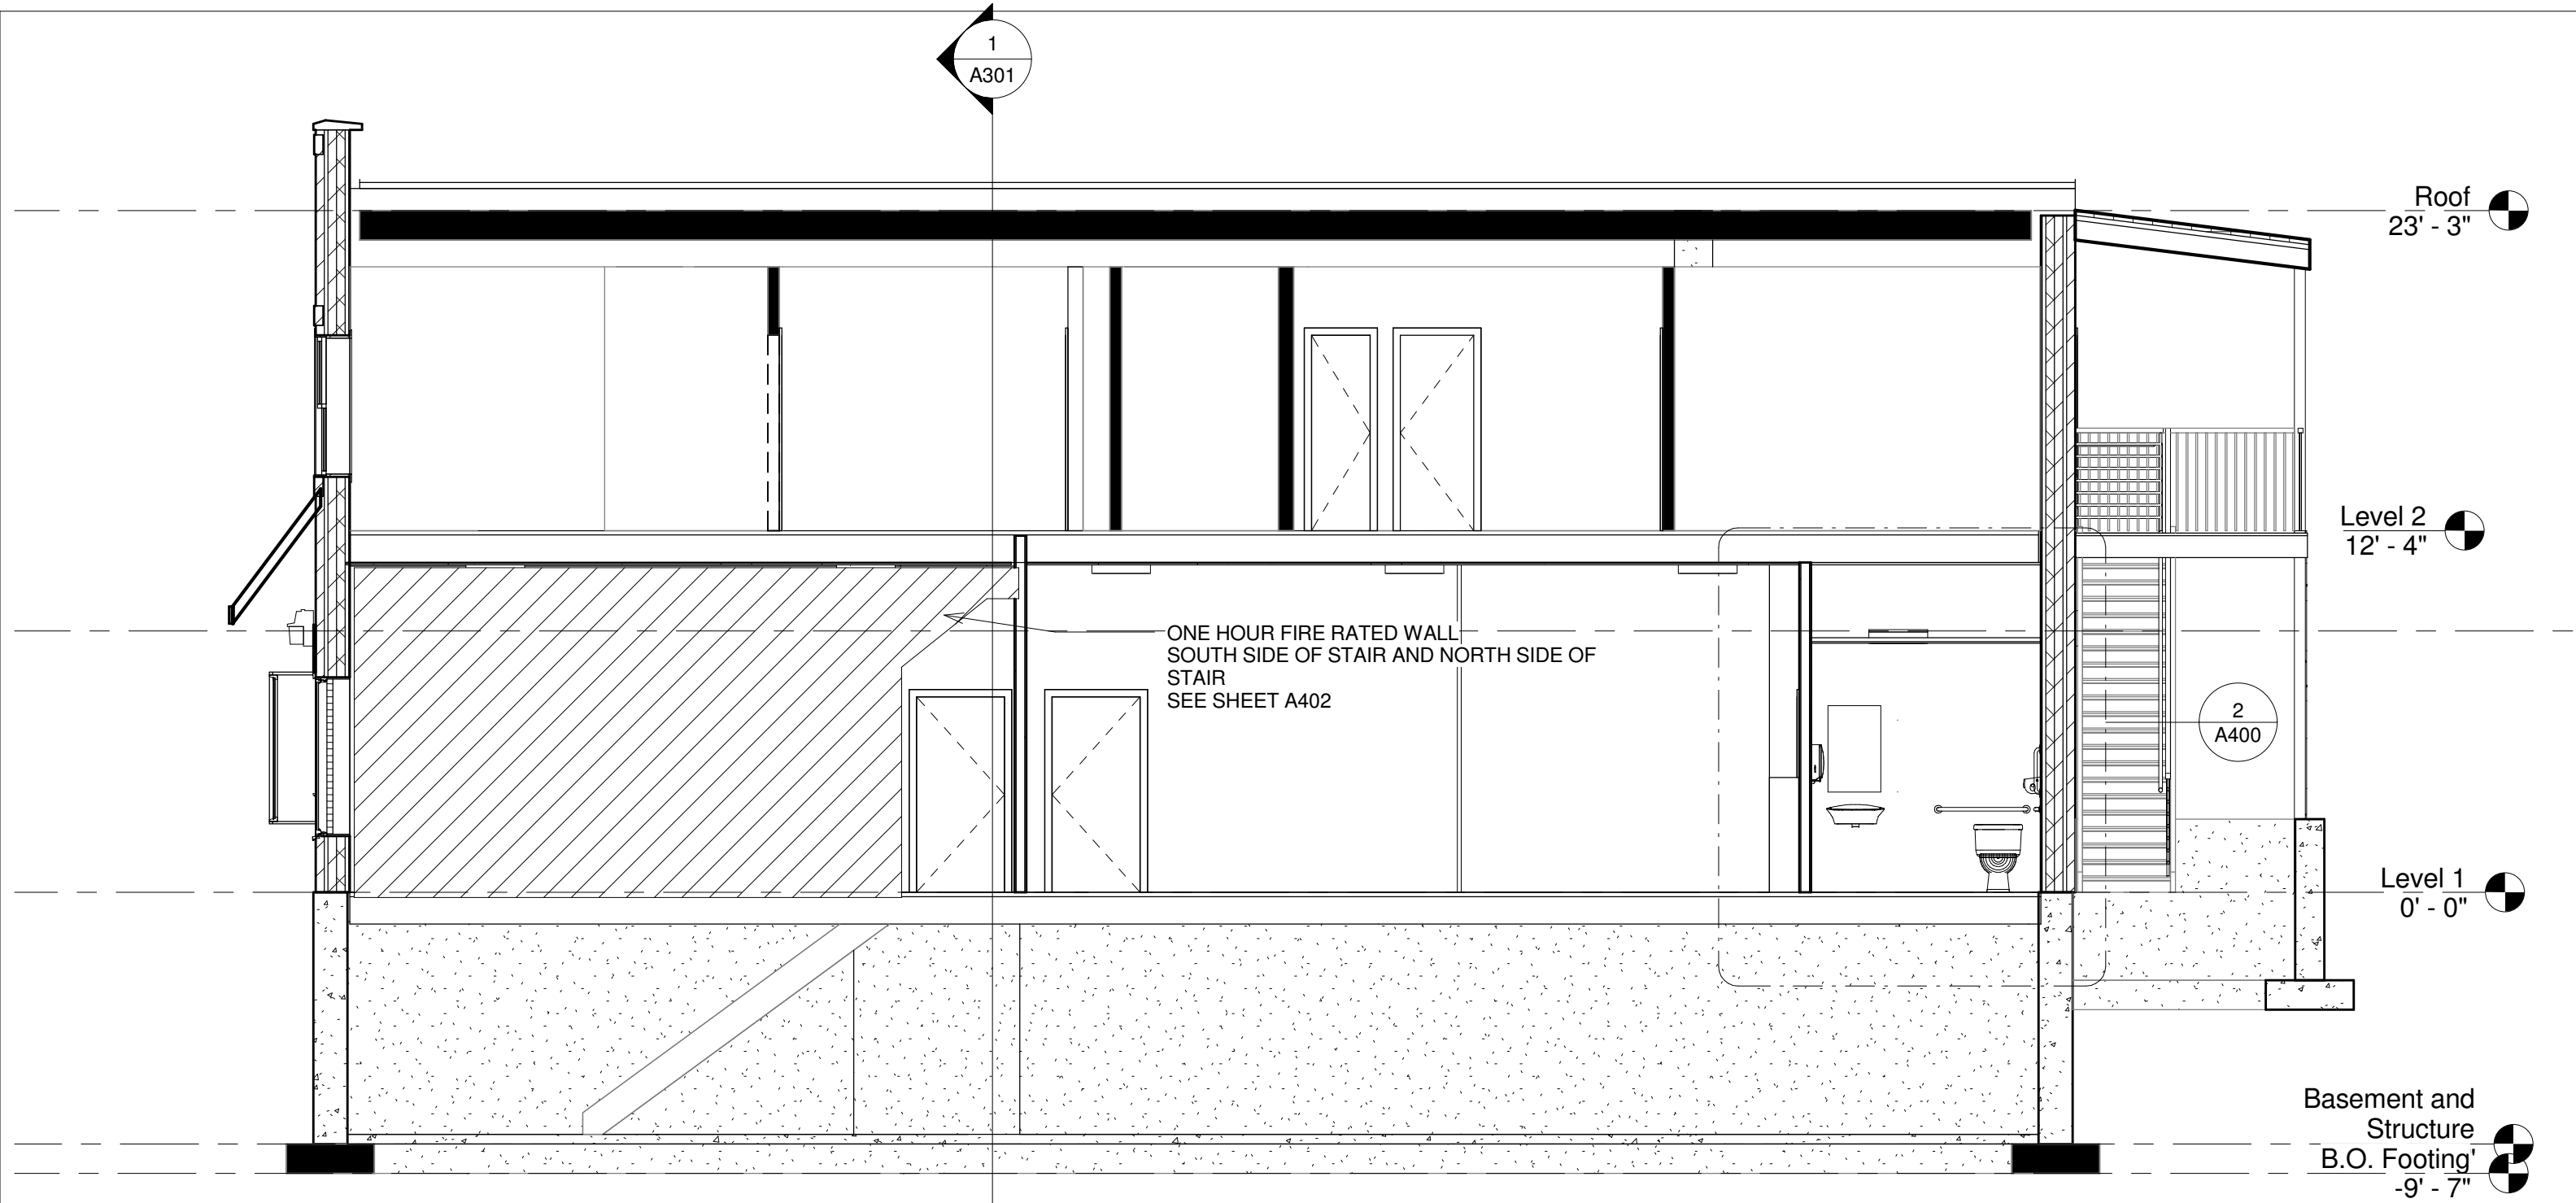 1
A301
Roof
23' - 3"
Level 2
12' - 4"
ONE HOUR FIRE RATED WALL
SOUTH SIDE OF STAIR AND NORTH SIDE OF
STAIR
SEE SHEET A402
2
A400
Level 1
0' - 0"
Basement and
Structure
B.O. Footing'
-9' - 7"